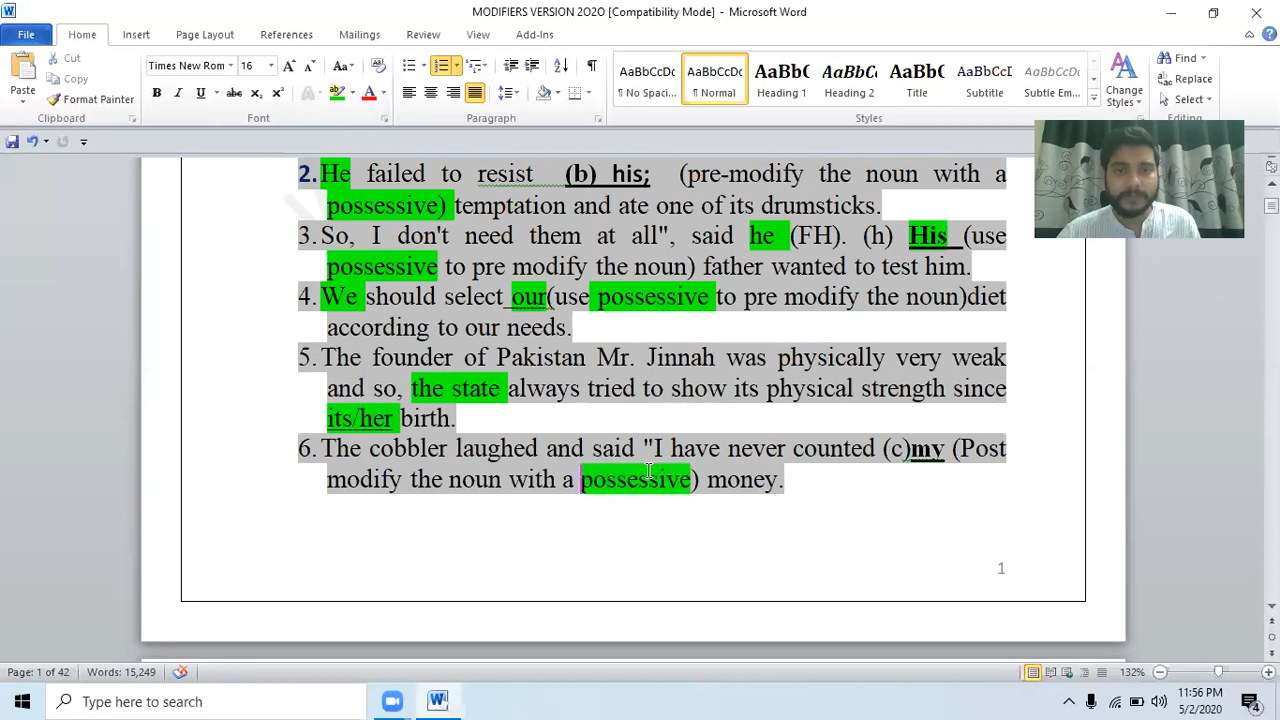 MODIFIERS VERSION 2O2O [Compatibility Mode] - Microsoft Word
File Home Insert Page Layout References Mailings Review View Add-Ins
Paste Cut Copy Format Painter
Clipboard
Times New Rom 16
Font
Paragraph
AaBbCcDc ¶ No Spaci...
AaBbCcDc ¶ Normal
AaBbC Heading 1
AaBbCc Heading 2
AaBbC Title
AaBbCcD Subtitle
AaBbCcDc Subtle Em...
Change Styles
Styles
Find
Replace
Select
Editing
2. He failed to resist (b) his; (pre-modify the noun with a
possessive) temptation and ate one of its drumsticks.
3. So, I don't need them at all", said he (FH). (h) His (use
possessive to pre modify the noun) father wanted to test him.
4. We should select our(use possessive to pre modify the noun)diet
according to our needs.
5. The founder of Pakistan Mr. Jinnah was physically very weak
and so, the state always tried to show its physical strength since
its/her birth.
6. The cobbler laughed and said "I have never counted (c)my (Post
modify the noun with a possessive) money.
1
Page: 1 of 42 Words: 15,249 132%
Type here to search
11:56 PM
5/2/2020
4